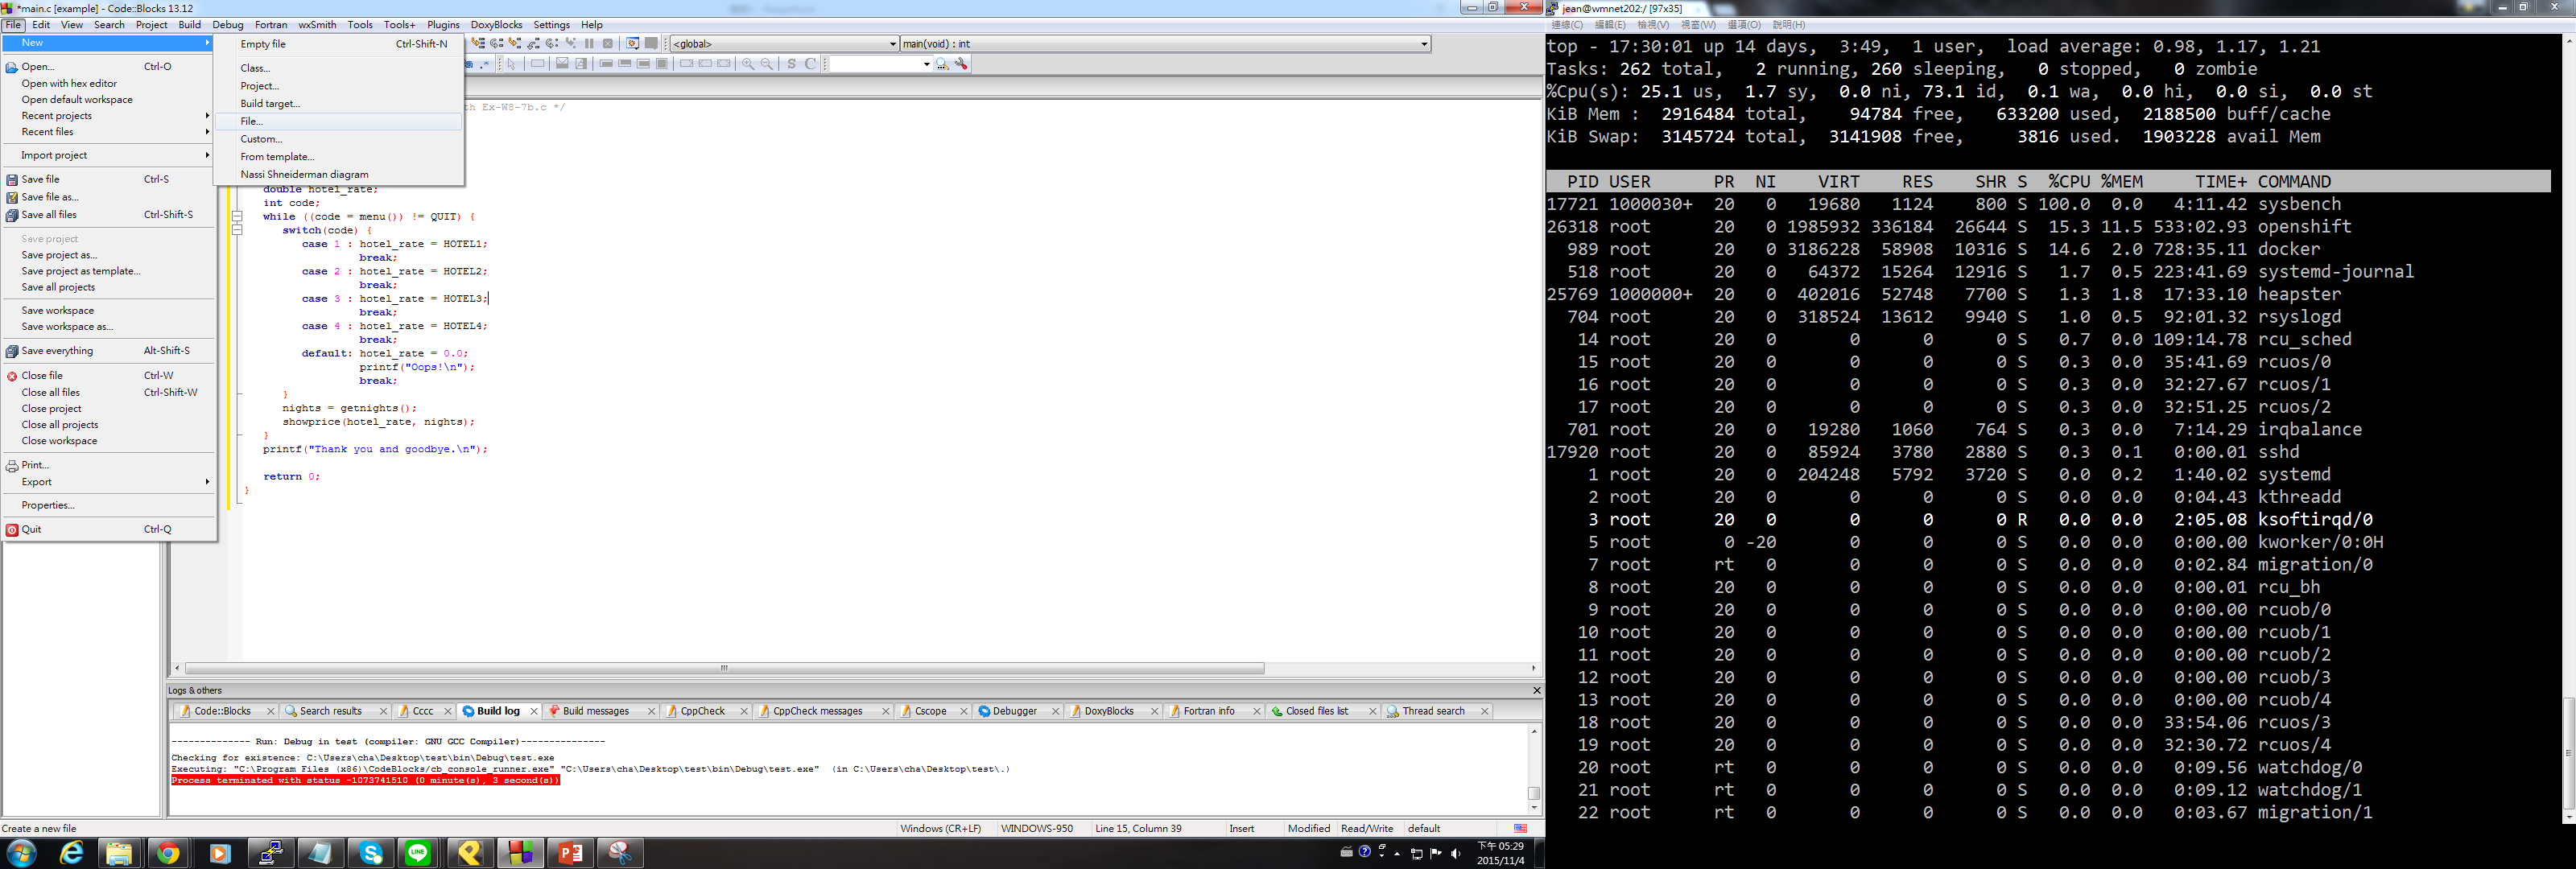 *main.c [example] - Code::Blocks 13.12
File Edit View Search Project Build Debug Fortran wxSmith Tools Tools+ Plugins DoxyBlocks Settings Help
New
Open... Ctrl-O
Open with hex editor
Open default workspace
Recent projects
Recent files
Import project
Save file Ctrl-S
Save file as...
Save all files Ctrl-Shift-S
Save project
Save project as...
Save project as template...
Save all projects
Save workspace
Save workspace as...
Save everything Alt-Shift-S
Close file Ctrl-W
Close all files Ctrl-Shift-W
Close project
Close all projects
Close workspace
Print...
Export
Properties...
Quit Ctrl-Q
Empty file Ctrl-Shift-N
Class...
Project...
Build target...
File...
Custom...
From template...
Nassi Shneiderman diagram
<global> main(void) : int
S C
Ex-W8-7b.c */
double hotel_rate;
int code;
while ((code = menu()) != QUIT) {
switch(code) {
case 1 : hotel_rate = HOTEL1;
break;
case 2 : hotel_rate = HOTEL2;
break;
case 3 : hotel_rate = HOTEL3;
break;
case 4 : hotel_rate = HOTEL4;
break;
default: hotel_rate = 0.0;
printf("Oops!\n");
break;
}
nights = getnights();
showprice(hotel_rate, nights);
}
printf("Thank you and goodbye.\n");
return 0;
}
Logs & others
Code::Blocks Search results Cccc Build log Build messages CppCheck CppCheck messages Cscope Debugger DoxyBlocks Fortran info Closed files list Thread search
-------------- Run: Debug in test (compiler: GNU GCC Compiler)---------------
Checking for existence: C:\Users\cha\Desktop\test\bin\Debug\test.exe
Executing: "C:\Program Files (x86)\CodeBlocks/cb_console_runner.exe" "C:\Users\cha\Desktop\test\bin\Debug\test.exe"  (in C:\Users\cha\Desktop\test\.)
Process terminated with status -1073741510 (0 minute(s), 3 second(s))
Create a new file Windows (CR+LF) WINDOWS-950 Line 15, Column 39 Insert Modified Read/Write default
LINE
下午 05:29
2015/11/4
jean@wmnet202:/ [97x35]
連線(C) 編輯(E) 檢視(V) 視窗(W) 選項(O) 說明(H)
top - 17:30:01 up 14 days,  3:49,  1 user,  load average: 0.98, 1.17, 1.21
Tasks: 262 total,   2 running, 260 sleeping,   0 stopped,   0 zombie
%Cpu(s): 25.1 us,  1.7 sy,  0.0 ni, 73.1 id,  0.1 wa,  0.0 hi,  0.0 si,  0.0 st
KiB Mem :  2916484 total,    94784 free,   633200 used,  2188500 buff/cache
KiB Swap:  3145724 total,  3141908 free,     3816 used.  1903228 avail Mem
PID USER PR NI VIRT RES SHR S %CPU %MEM TIME+ COMMAND
17721 1000030+ 20 0 19680 1124 800 S 100.0 0.0 4:11.42 sysbench
26318 root 20 0 1985932 336184 26644 S 15.3 11.5 533:02.93 openshift
989 root 20 0 3186228 58908 10316 S 14.6 2.0 728:35.11 docker
518 root 20 0 64372 15264 12916 S 1.7 0.5 223:41.69 systemd-journal
25769 1000000+ 20 0 402016 52748 7700 S 1.3 1.8 17:33.10 heapster
704 root 20 0 318524 13612 9940 S 1.0 0.5 92:01.32 rsyslogd
14 root 20 0 0 0 0 S 0.7 0.0 109:14.78 rcu_sched
15 root 20 0 0 0 0 S 0.3 0.0 35:41.69 rcuos/0
16 root 20 0 0 0 0 S 0.3 0.0 32:27.67 rcuos/1
17 root 20 0 0 0 0 S 0.3 0.0 32:51.25 rcuos/2
701 root 20 0 19280 1060 764 S 0.3 0.0 7:14.29 irqbalance
17920 root 20 0 85924 3780 2880 S 0.3 0.1 0:00.01 sshd
1 root 20 0 204248 5792 3720 S 0.0 0.2 1:40.02 systemd
2 root 20 0 0 0 0 S 0.0 0.0 0:04.43 kthreadd
3 root 20 0 0 0 0 R 0.0 0.0 2:05.08 ksoftirqd/0
5 root 0 -20 0 0 0 S 0.0 0.0 0:00.00 kworker/0:0H
7 root rt 0 0 0 0 S 0.0 0.0 0:02.84 migration/0
8 root 20 0 0 0 0 S 0.0 0.0 0:00.01 rcu_bh
9 root 20 0 0 0 0 S 0.0 0.0 0:00.00 rcuob/0
10 root 20 0 0 0 0 S 0.0 0.0 0:00.00 rcuob/1
11 root 20 0 0 0 0 S 0.0 0.0 0:00.00 rcuob/2
12 root 20 0 0 0 0 S 0.0 0.0 0:00.00 rcuob/3
13 root 20 0 0 0 0 S 0.0 0.0 0:00.00 rcuob/4
18 root 20 0 0 0 0 S 0.0 0.0 33:54.06 rcuos/3
19 root 20 0 0 0 0 S 0.0 0.0 32:30.72 rcuos/4
20 root rt 0 0 0 0 S 0.0 0.0 0:09.56 watchdog/0
21 root rt 0 0 0 0 S 0.0 0.0 0:09.12 watchdog/1
22 root rt 0 0 0 0 S 0.0 0.0 0:03.67 migration/1